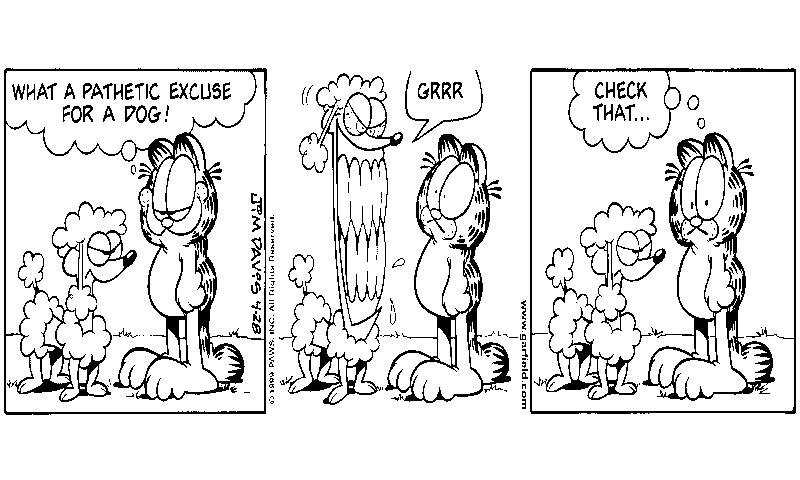 WHAT A PATHETIC EXCUSE
FOR A DOG!
JIM DAVIS 4-28
© 1999 PAWS, INC. All Rights Reserved.
GRRR
www.garfield.com
CHECK
THAT...